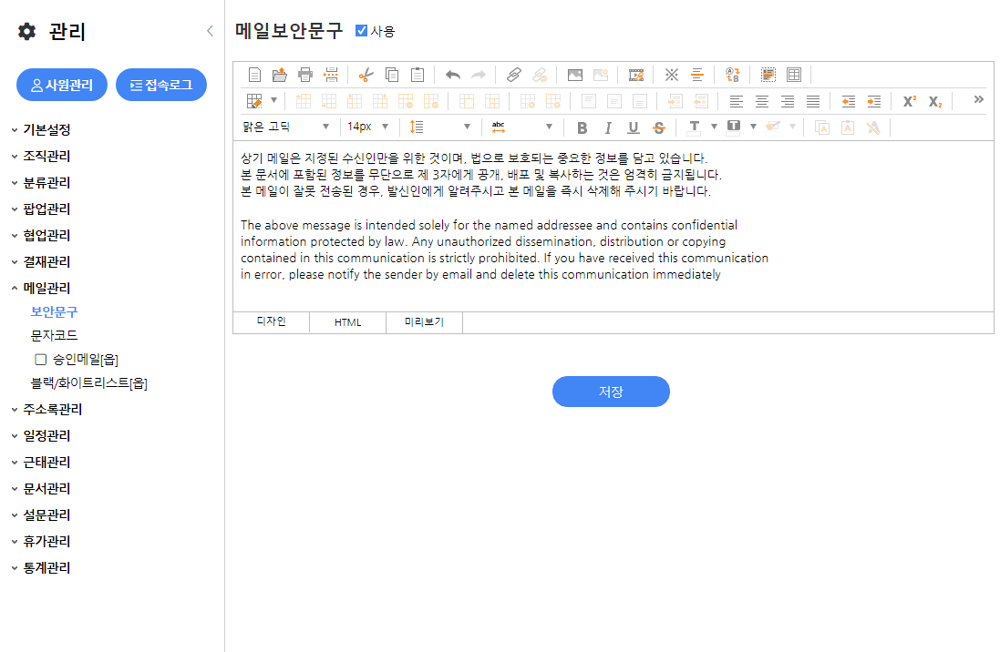 관리
사원관리
접속로그
기본설정
조직관리
분류관리
팝업관리
협업관리
결재관리
메일관리
보안문구
문자코드
승인메일[옵]
블랙/화이트리스트[옵]
주소록관리
일정관리
근태관리
문서관리
설문관리
휴가관리
통계관리
메일보안문구 사용
맑은 고딕 14px abc B I U S T T
상기 메일은 지정된 수신인만을 위한 것이며, 법으로 보호되는 중요한 정보를 담고 있습니다.
본 문서에 포함된 정보를 무단으로 제 3자에게 공개, 배포 및 복사하는 것은 엄격히 금지됩니다.
본 메일이 잘못 전송된 경우, 발신인에게 알려주시고 본 메일을 즉시 삭제해 주시기 바랍니다.
The above message is intended solely for the named addressee and contains confidential
information protected by law. Any unauthorized dissemination, distribution or copying
contained in this communication is strictly prohibited. If you have received this communication
in error, please notify the sender by email and delete this communication immediately
디자인 HTML 미리보기
저장